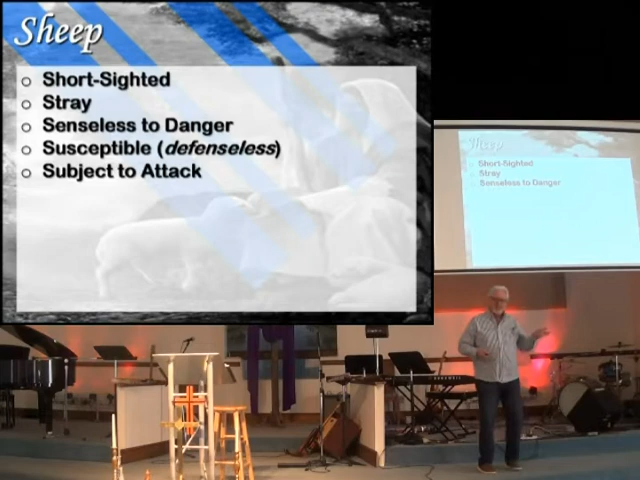 Sheep
o Short-Sighted
o Stray
o Senseless to Danger
o Susceptible (defenseless)
o Subject to Attack
Sheep
Short-Sighted
Stray
Senseless to Danger
KURZWEIL